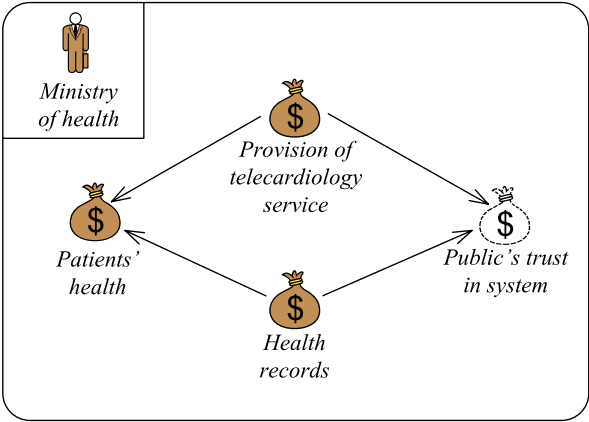 Ministry
of health
$
Provision of
telecardiology
service
$
Patients’
health
$
Public’s trust
in system
$
Health
records